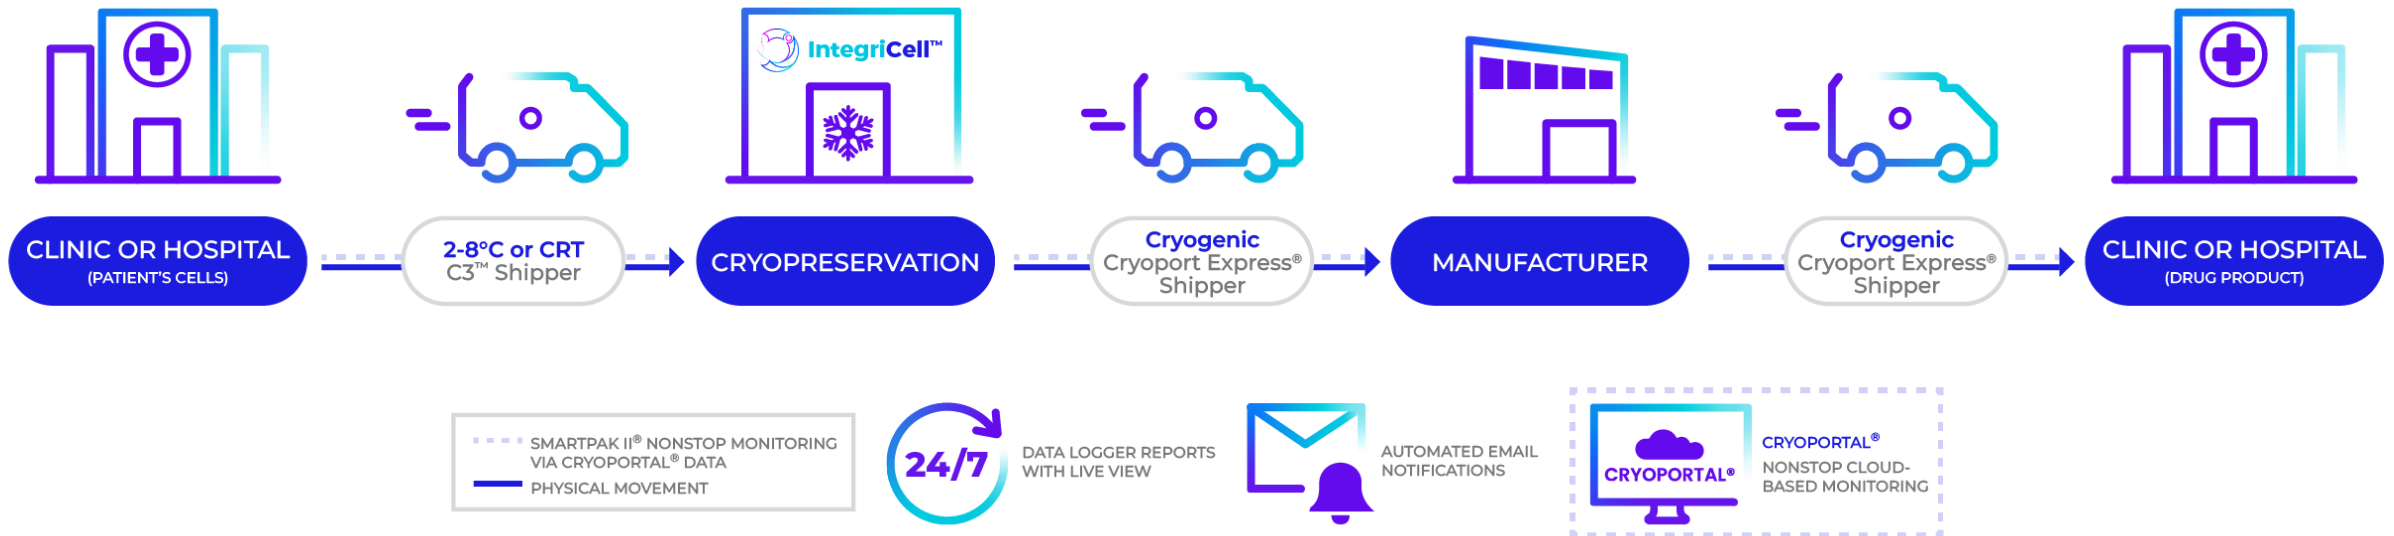 IntegriCell™
CLINIC OR HOSPITAL
(PATIENT'S CELLS)
2-8°C or CRT
C3™ Shipper
CRYOPRESERVATION
Cryogenic
Cryoport Express®
Shipper
MANUFACTURER
Cryogenic
Cryoport Express®
Shipper
CLINIC OR HOSPITAL
(DRUG PRODUCT)
SMARTPAK II® NONSTOP MONITORING
VIA CRYOPORTAL® DATA
PHYSICAL MOVEMENT
24/7
DATA LOGGER REPORTS
WITH LIVE VIEW
AUTOMATED EMAIL
NOTIFICATIONS
CRYOPORTAL®
CRYOPORTAL®
NONSTOP CLOUD-
BASED MONITORING